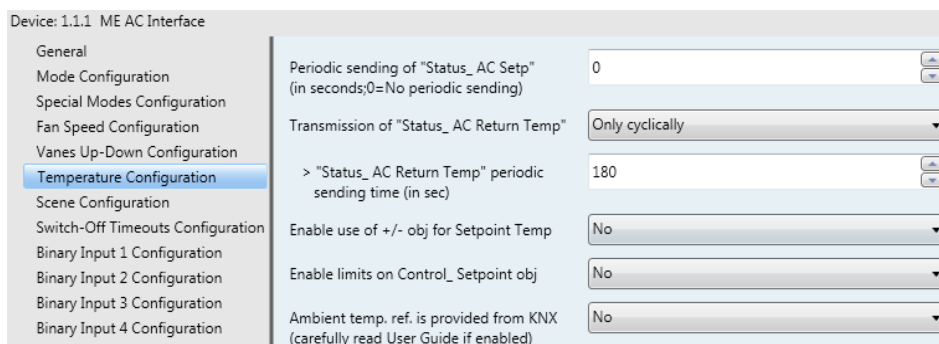 Device: 1.1.1 ME AC Interface
General
Mode Configuration
Special Modes Configuration
Fan Speed Configuration
Vanes Up-Down Configuration
Temperature Configuration
Scene Configuration
Switch-Off Timeouts Configuration
Binary Input 1 Configuration
Binary Input 2 Configuration
Binary Input 3 Configuration
Binary Input 4 Configuration
Periodic sending of "Status_ AC Setp"
(in seconds;0=No periodic sending)
0
Transmission of "Status_ AC Return Temp"
Only cyclically
> "Status_ AC Return Temp" periodic
sending time (in sec)
180
Enable use of +/- obj for Setpoint Temp
No
Enable limits on Control_ Setpoint obj
No
Ambient temp. ref. is provided from KNX
(carefully read User Guide if enabled)
No